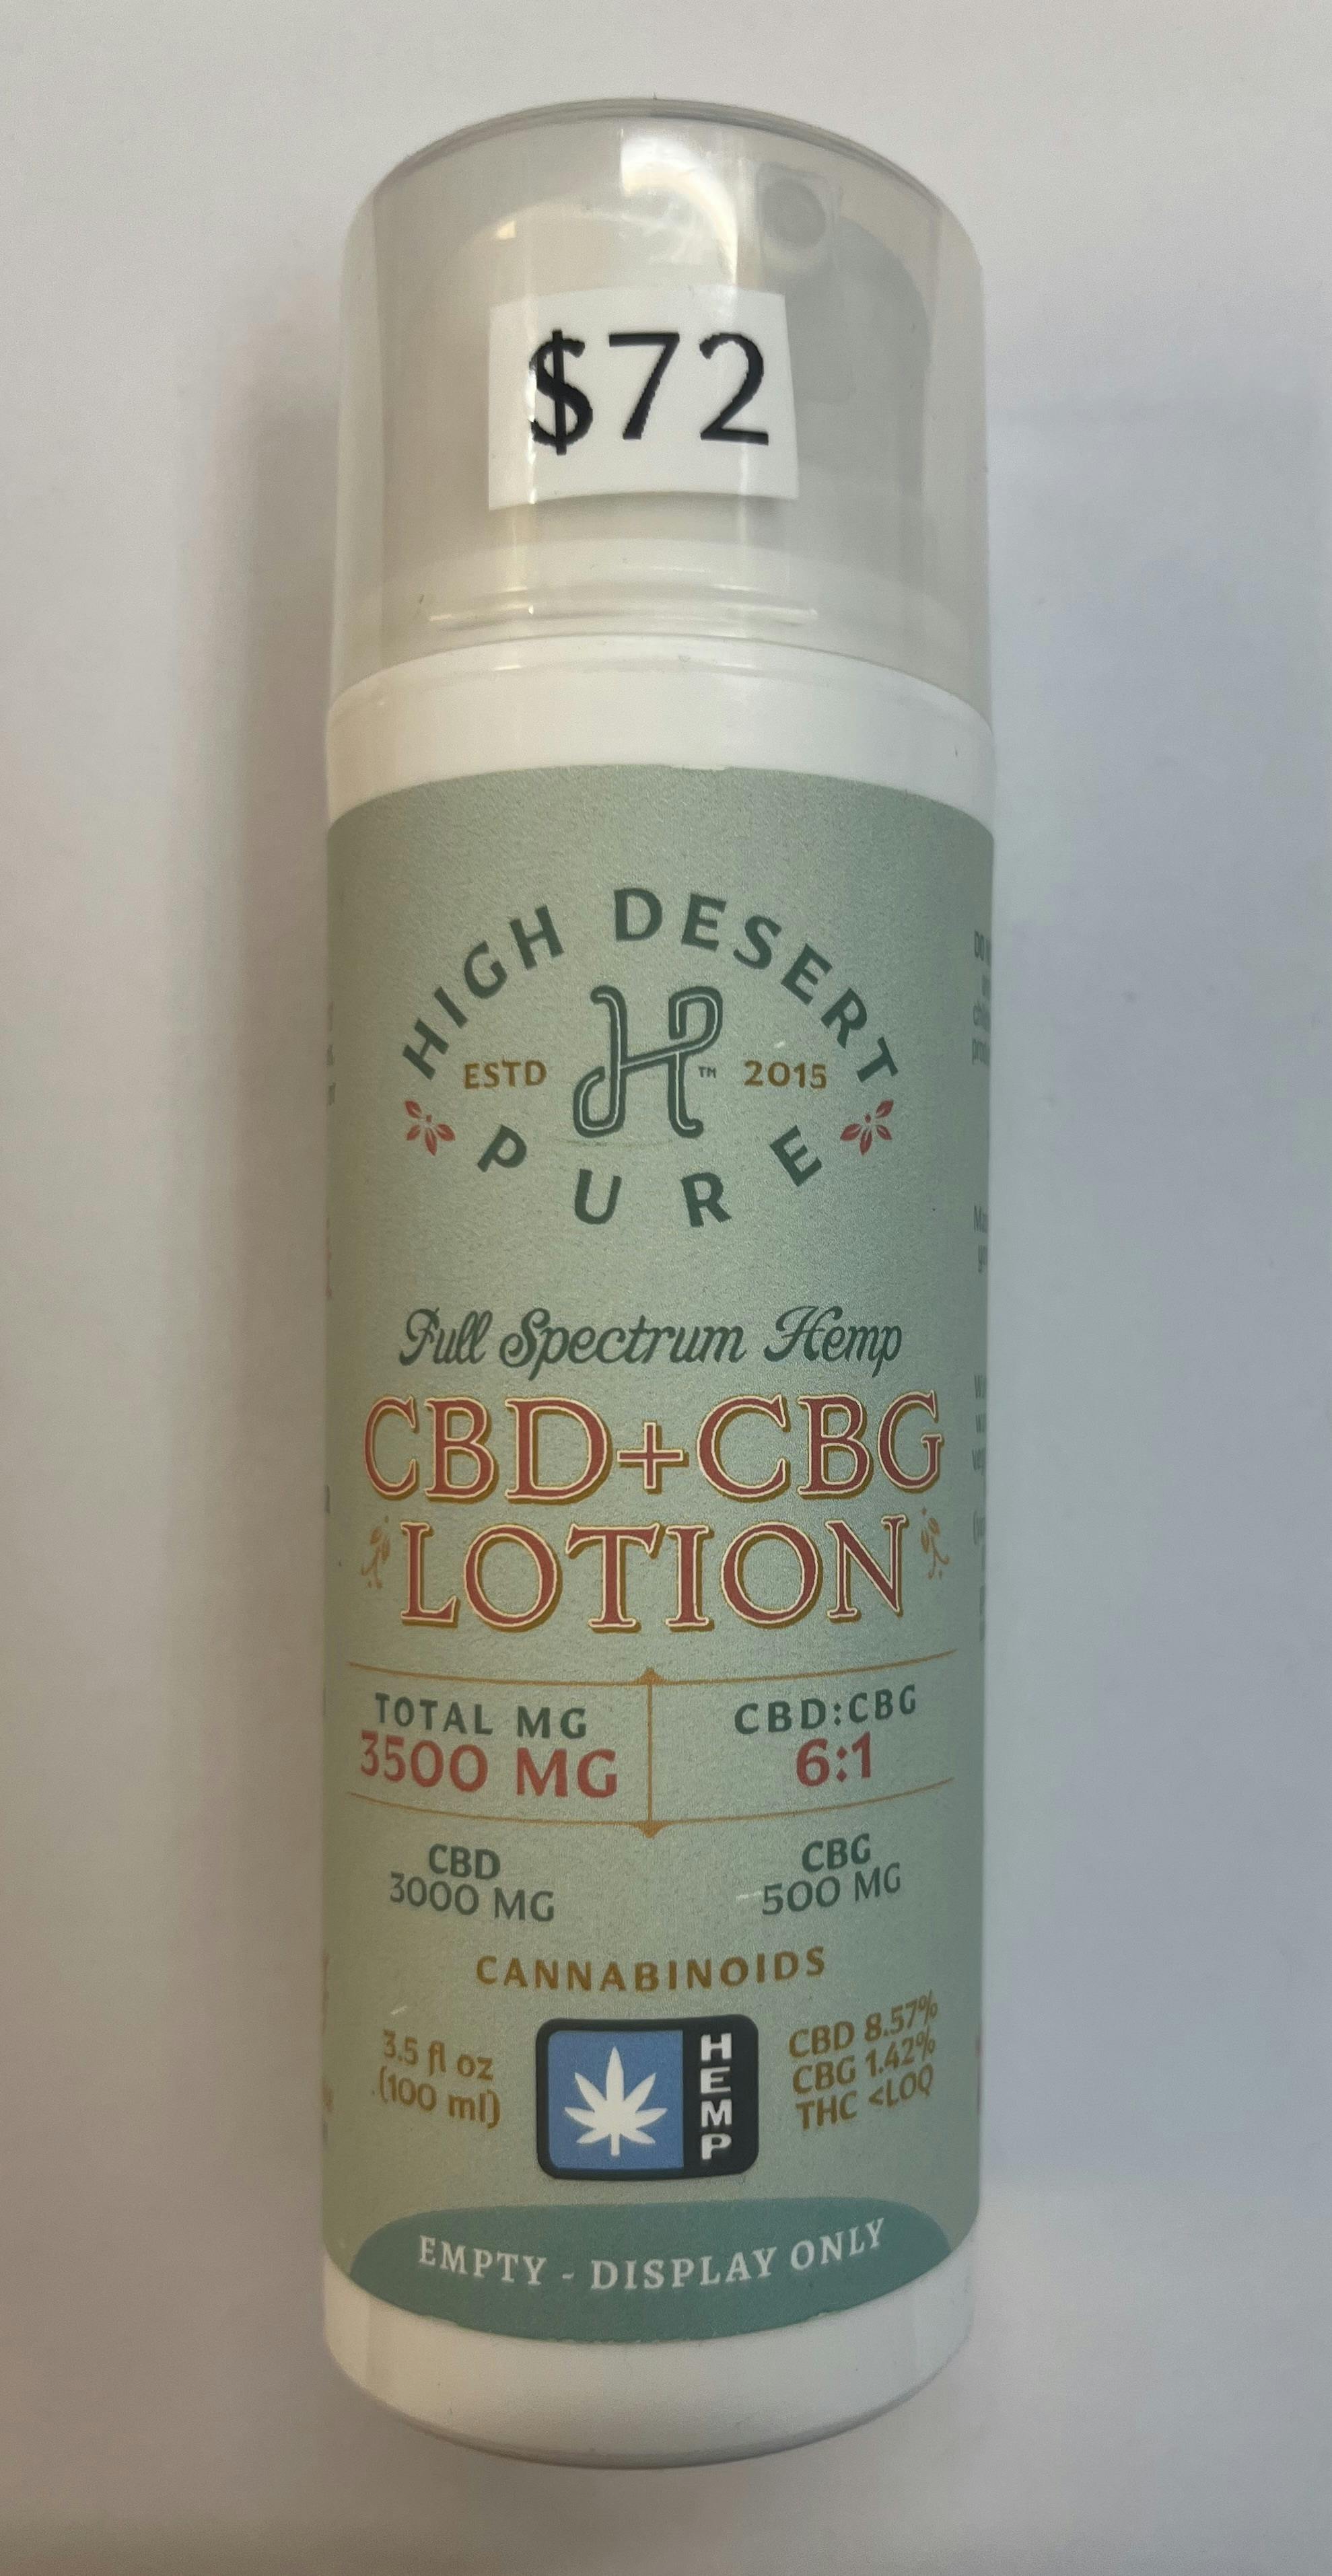 $72
HIGH DESERT
ESTD H™ 2015
PURE
Full Spectrum Hemp
CBD+CBG
LOTION
TOTAL MG
3500 MG
CBD:CBG
6:1
CBD
3000 MG
CBG
500 MG
CANNABINOIDS
3.5 fl oz
(100 ml)
HEMP
CBD 8.57%
CBG 1.42%
THC <LOQ
EMPTY - DISPLAY ONLY